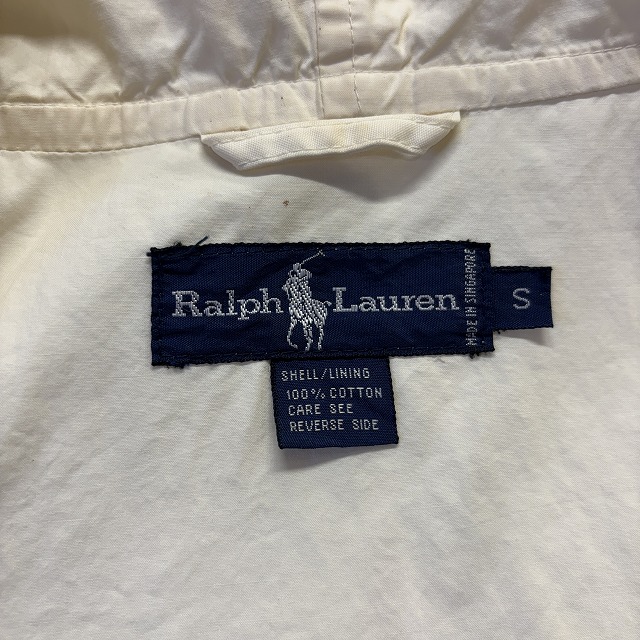 Ralph Lauren
MADE IN SINGAPORE
S
SHELL/LINING
100% COTTON
CARE SEE
REVERSE SIDE